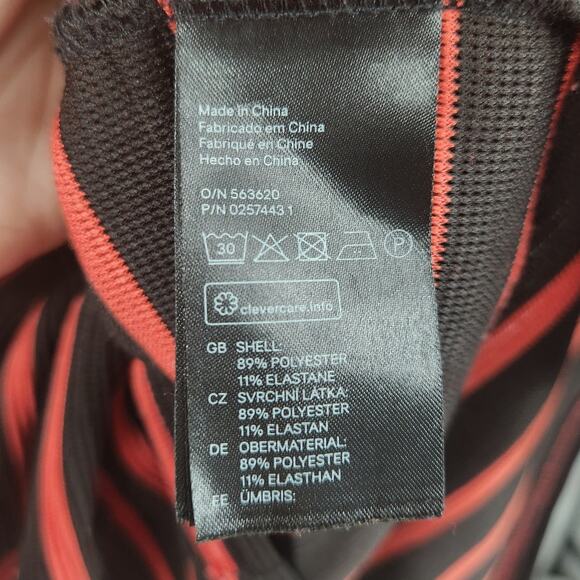 Made in China
Fabricado em China
Fabriqué en Chine
Hecho en China
O/N 563620
P/N 0257443 1
30 P
clevercare.info
GB SHELL:
89% POLYESTER
11% ELASTANE
CZ SVRCHNI LÁTKA:
89% POLYESTER
11% ELASTAN
DE OBERMATERIAL:
89% POLYESTER
11% ELASTHAN
EE ÜMBRIS: